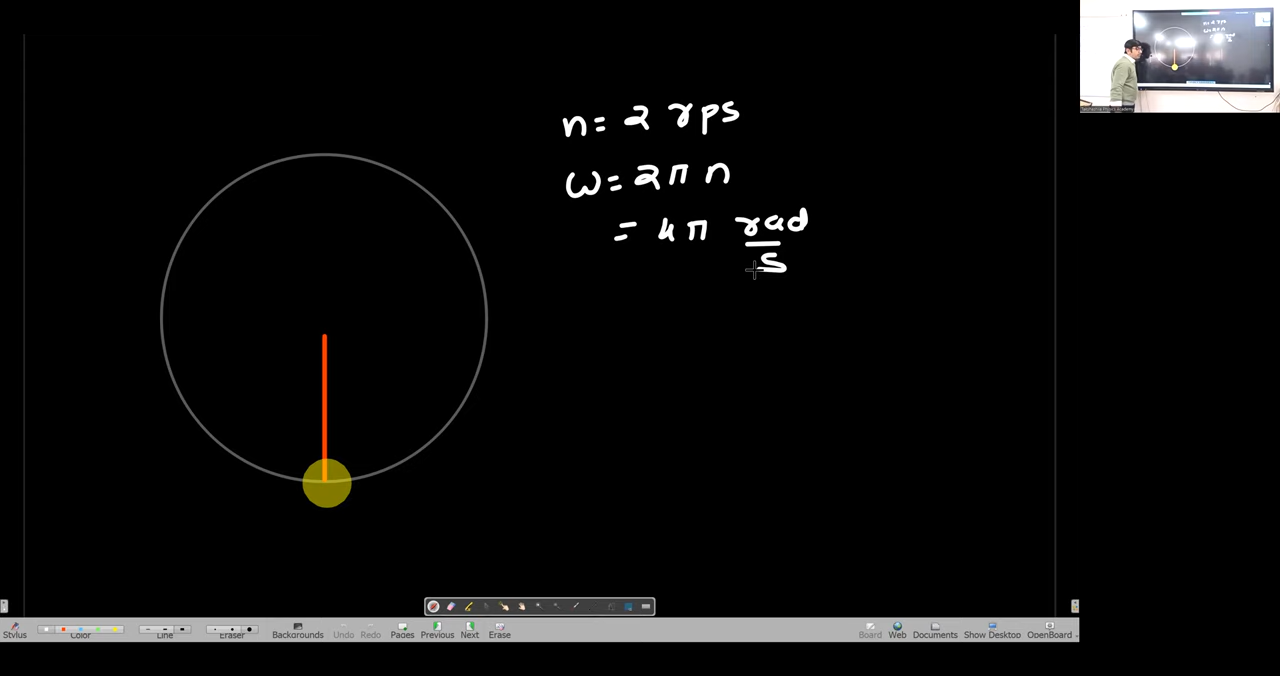 n = 2 rps
ω = 2π n
= 4π rad/s
Stylus
Color
Line
Eraser
Backgrounds
Undo
Redo
Pages
Previous
Next
Erase
Board
Web
Documents
Show Desktop
OpenBoard